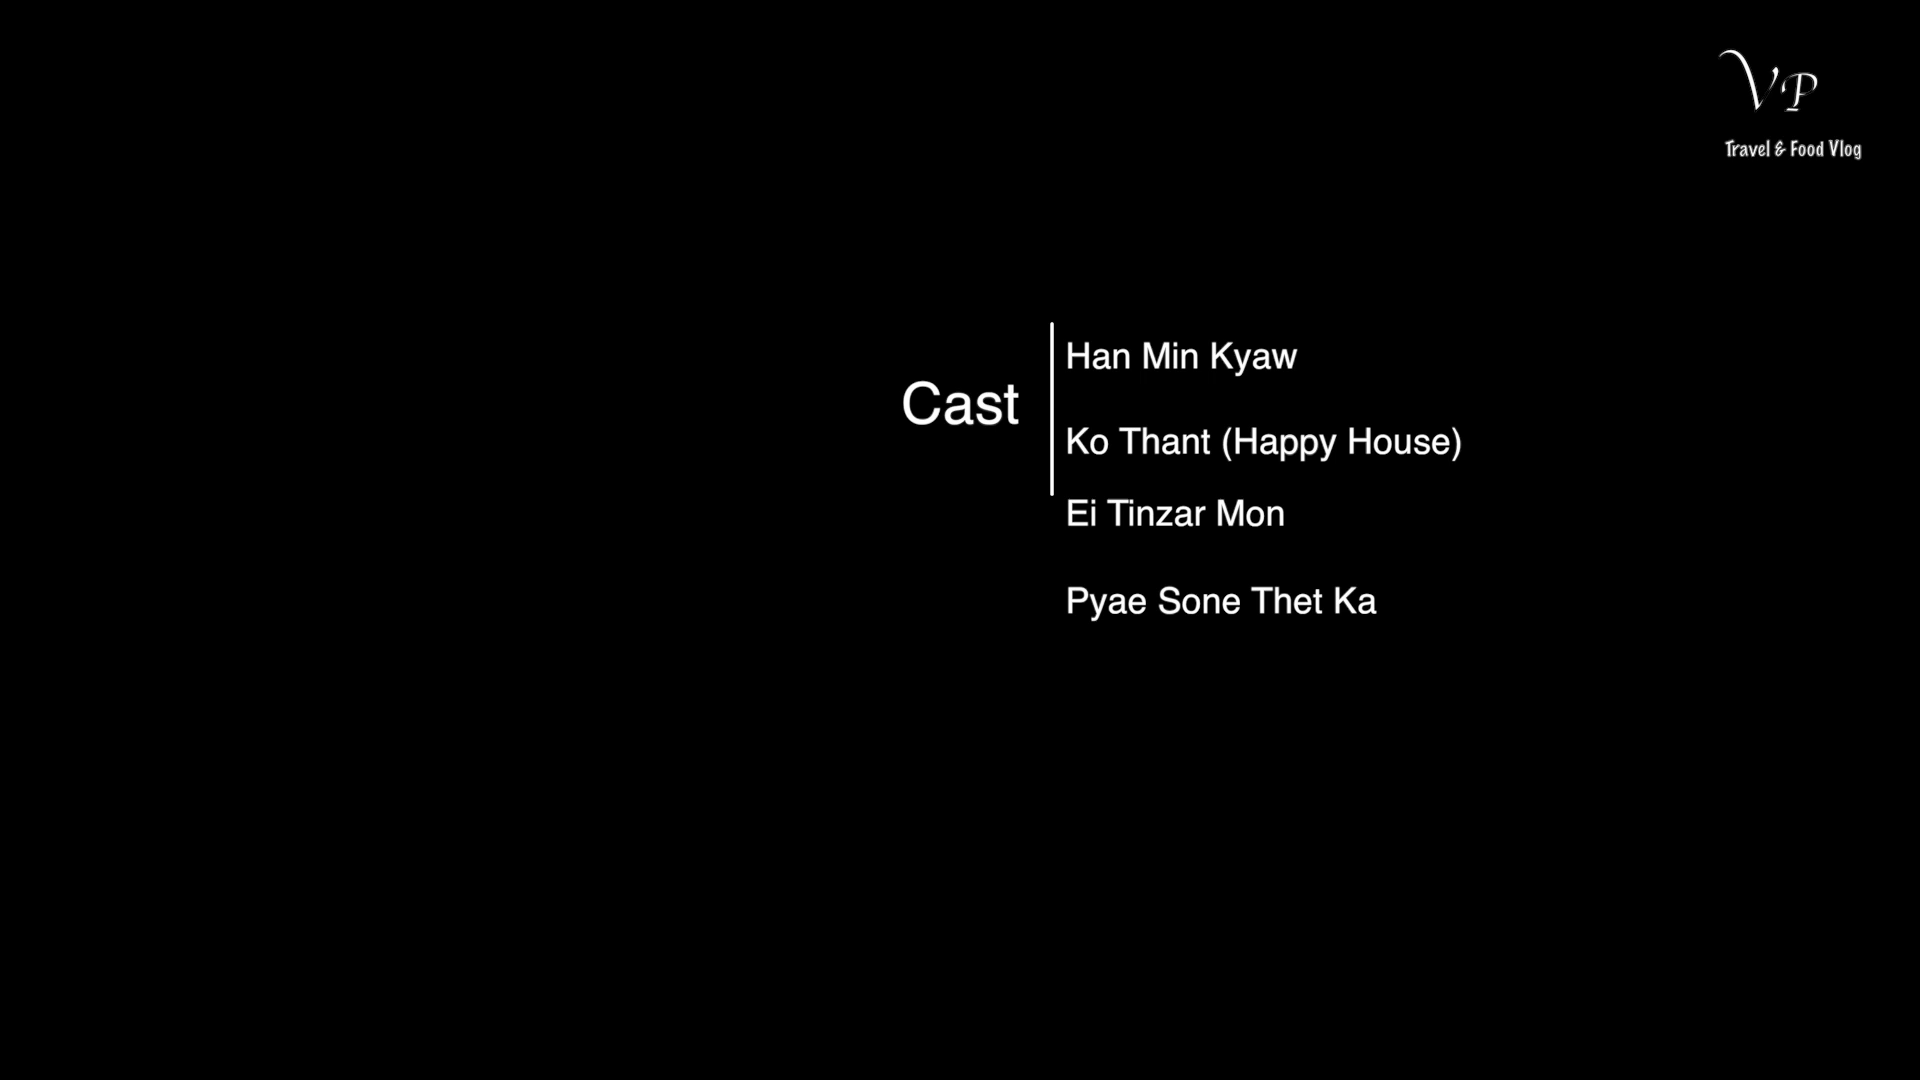 VP
Travel & Food Vlog
Cast
Han Min Kyaw
Ko Thant (Happy House)
Ei Tinzar Mon
Pyae Sone Thet Ka